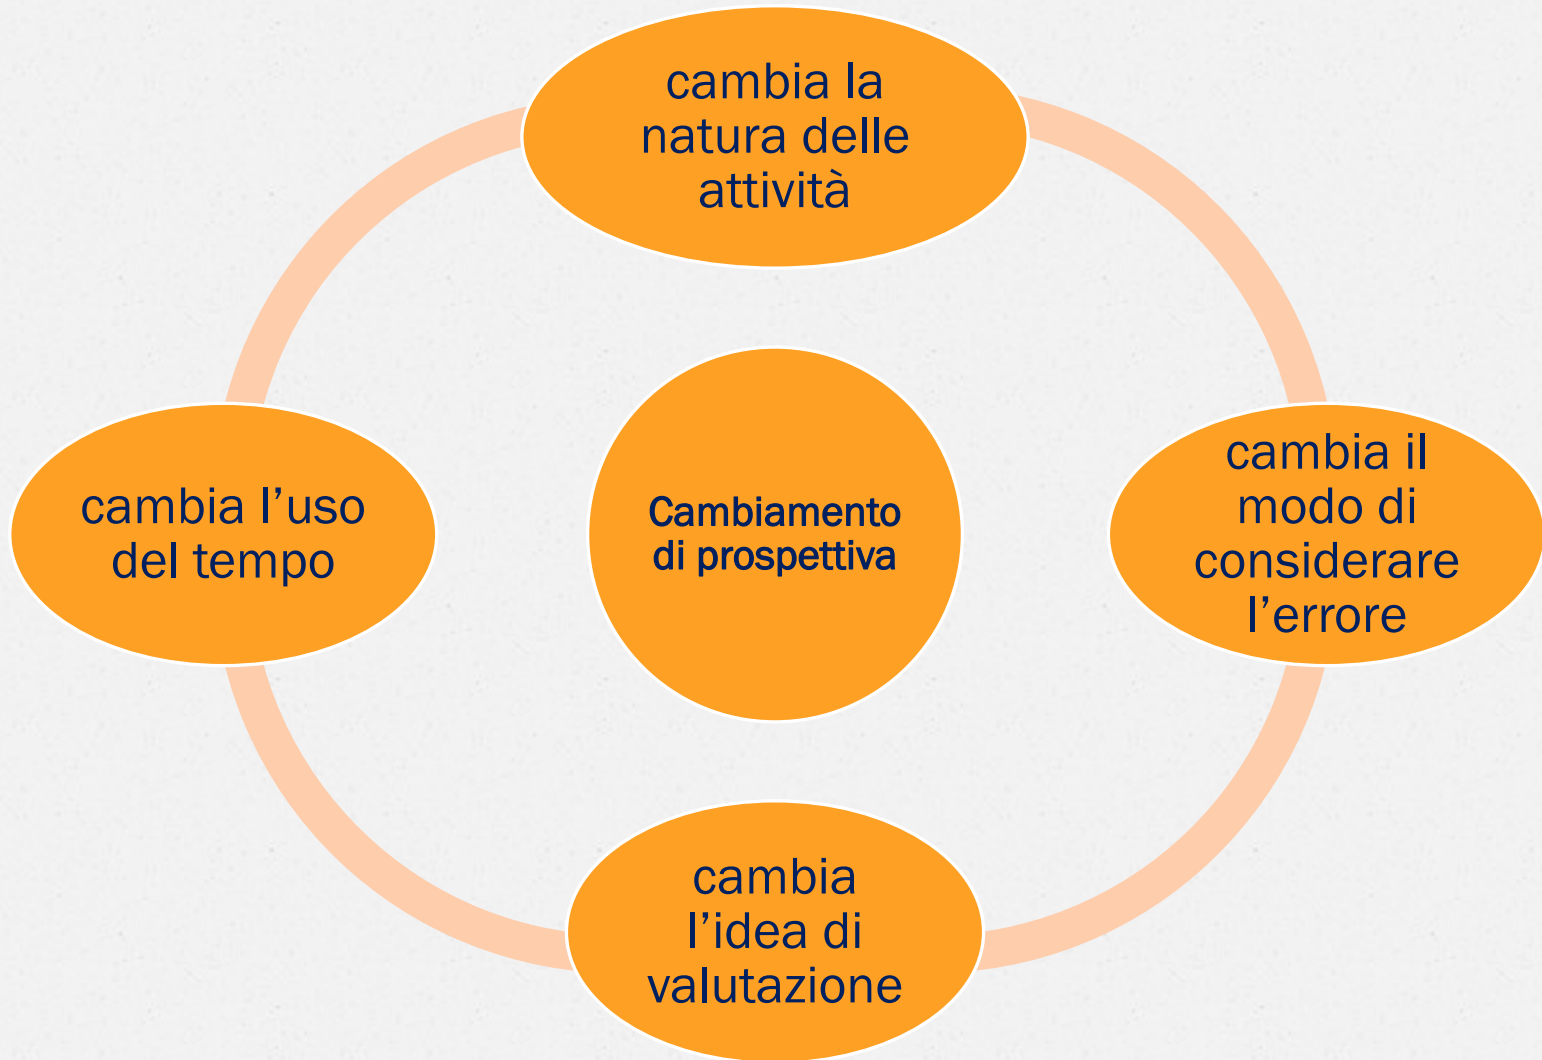 cambia la
natura delle
attività
cambia l’uso
del tempo
Cambiamento
di prospettiva
cambia il
modo di
considerare
l’errore
cambia
l’idea di
valutazione